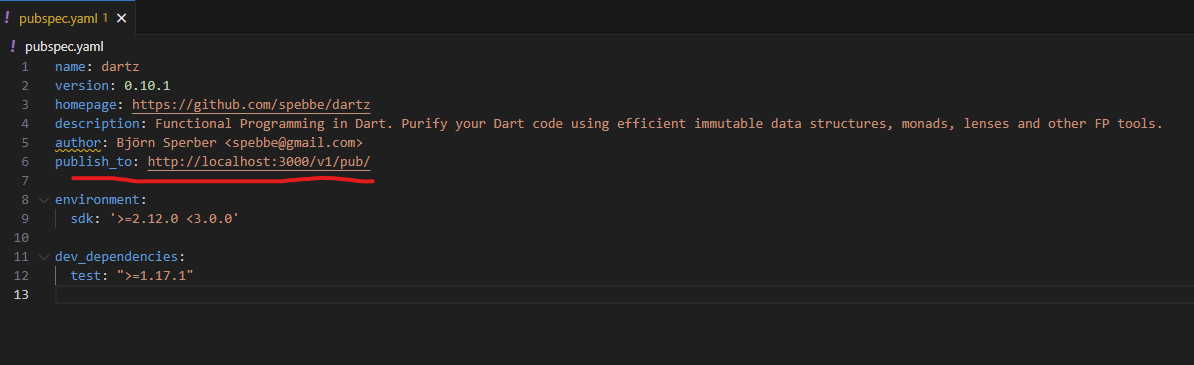 ! pubspec.yaml 1 ×
! pubspec.yaml
1 name: dartz
2 version: 0.10.1
3 homepage: https://github.com/spebbe/dartz
4 description: Functional Programming in Dart. Purify your Dart code using efficient immutable data structures, monads, lenses and other FP tools.
5 author: Björn Sperber <spebbe@gmail.com>
6 publish_to: http://localhost:3000/v1/pub/
7
8 environment:
9 sdk: '>=2.12.0 <3.0.0'
10
11 dev_dependencies:
12 test: ">=1.17.1"
13